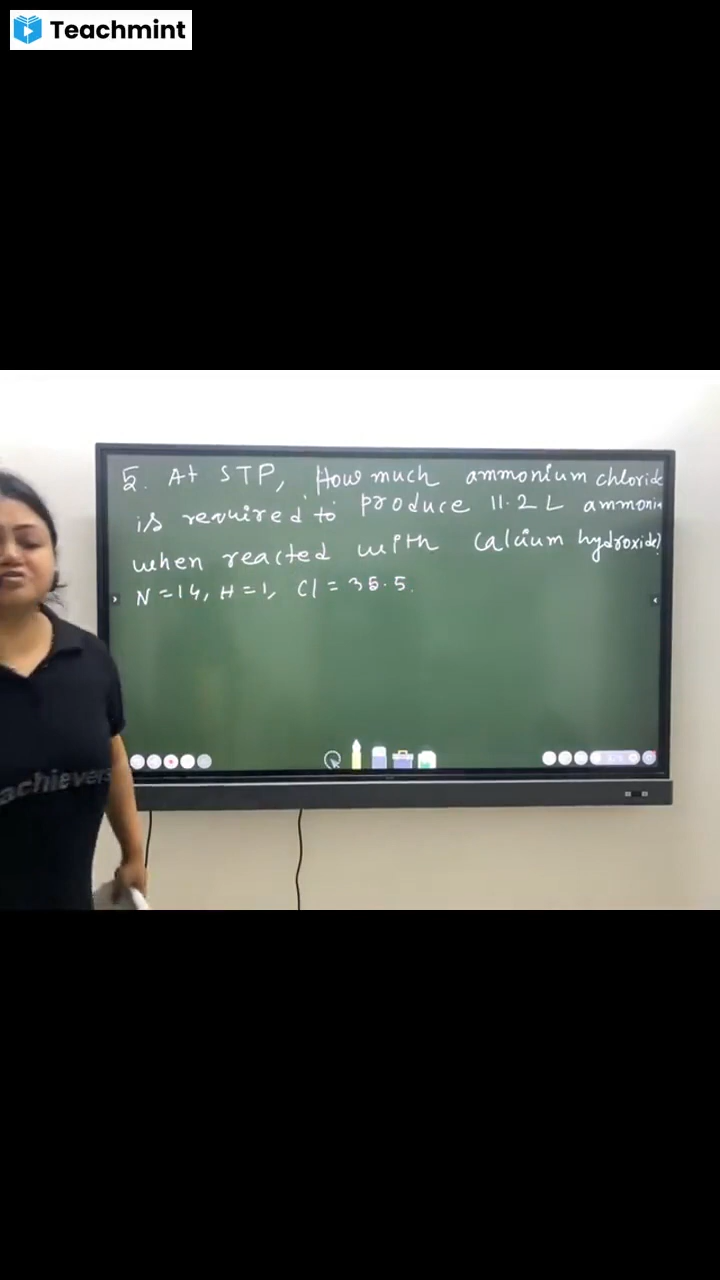 Teachmint
5. At STP, How much ammonium chloride
is required to produce 11.2 L ammonia
when reacted with calcium hydroxide?
N = 14, H = 1, Cl = 35.5.
achievers